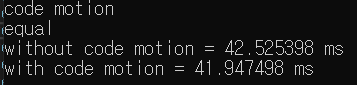 code motion
equal
without code motion = 42.525398 ms
with code motion = 41.947498 ms